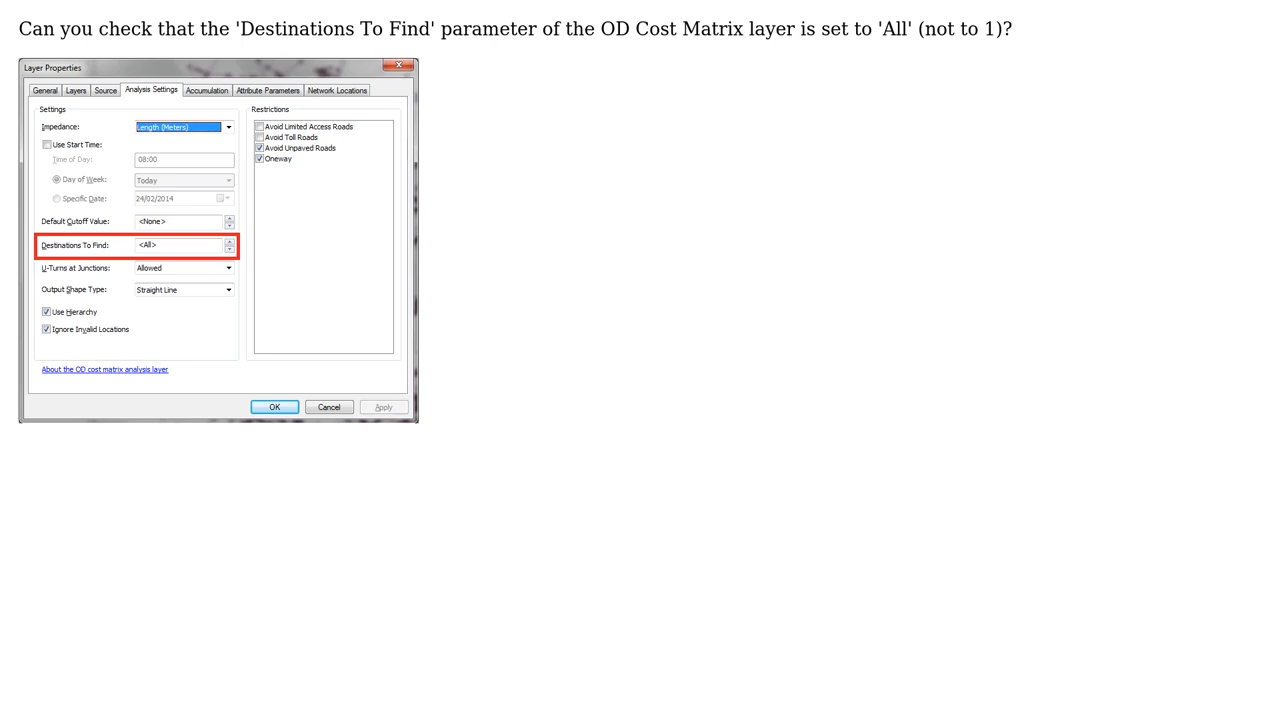 Can you check that the 'Destinations To Find' parameter of the OD Cost Matrix layer is set to 'All' (not to 1)?
Layer Properties
General Layers Source Analysis Settings Accumulation Attribute Parameters Network Locations
Settings
Impedance: Length (Meters)
Use Start Time:
Time of Day: 08:00
Day of Week: Today
Specific Date: 24/02/2014
Default Cutoff Value: <None>
Destinations To Find: <All>
U-Turns at Junctions: Allowed
Output Shape Type: Straight Line
Use Hierarchy
Ignore Invalid Locations
Restrictions
Avoid Limited Access Roads
Avoid Toll Roads
Avoid Unpaved Roads
Oneway
About the OD cost matrix analysis layer
OK Cancel Apply